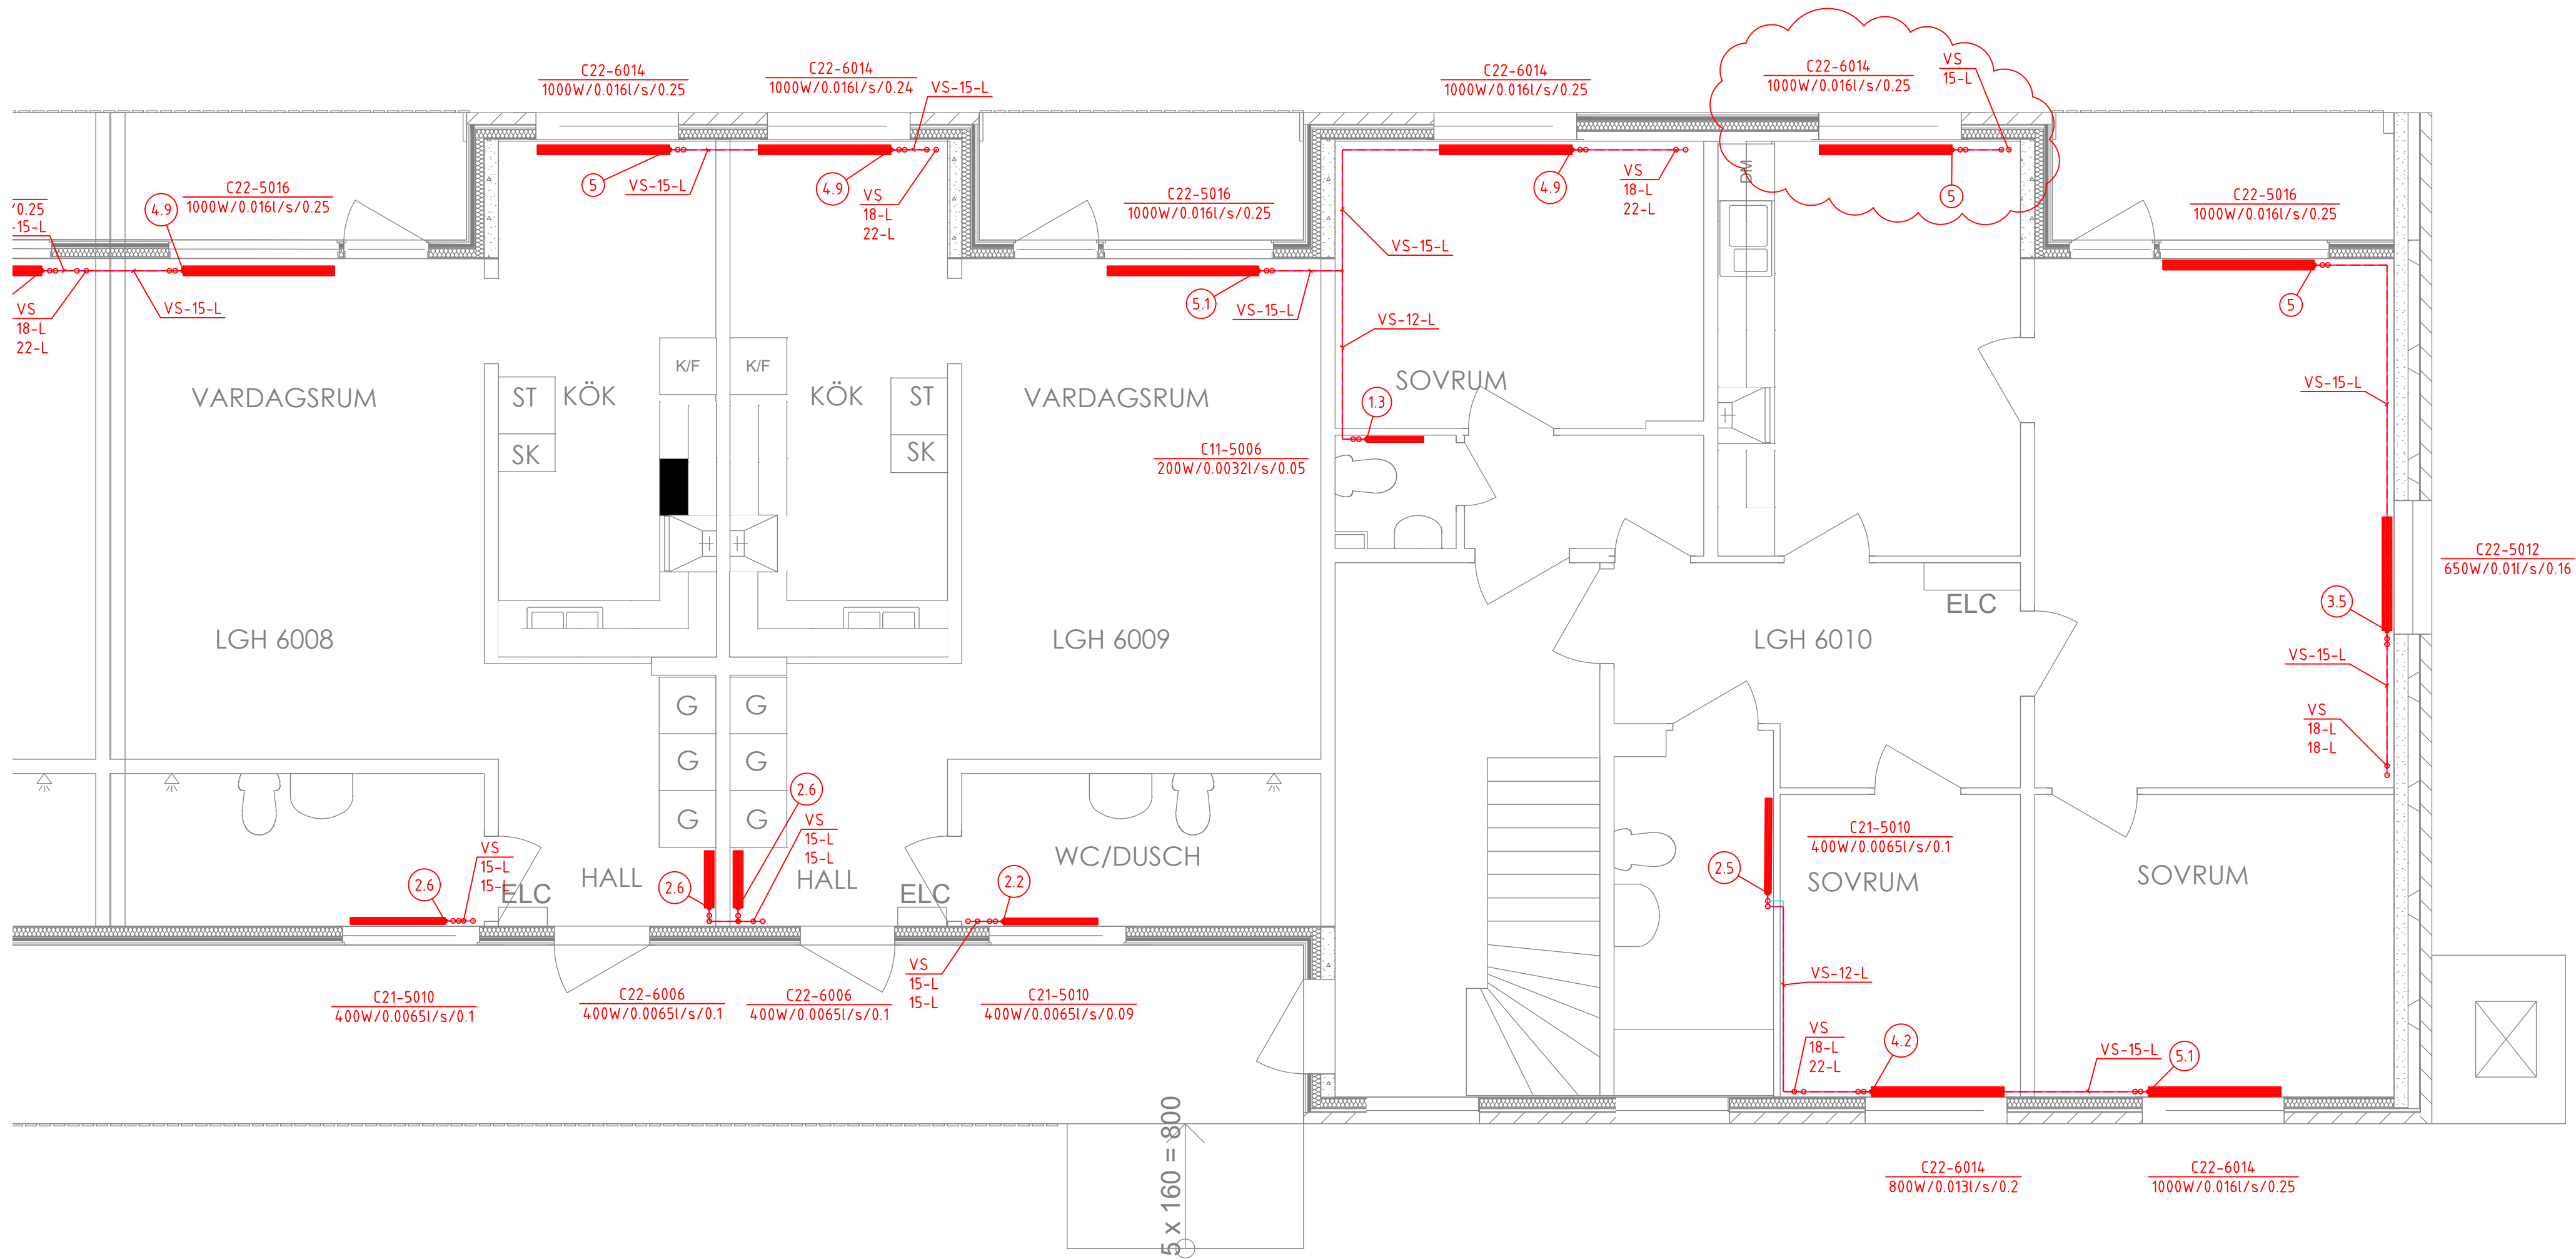 C22-6014
1000W/0.016l/s/0.25
C22-6014
1000W/0.016l/s/0.24
VS-15-L
C22-6014
1000W/0.016l/s/0.25
C22-6014
1000W/0.016l/s/0.25
VS
15-L
/0.25
-15-L
4.9
C22-5016
1000W/0.016l/s/0.25
5
VS-15-L
4.9
VS
18-L
22-L
C22-5016
1000W/0.016l/s/0.25
4.9
VS
18-L
22-L
DM
5
C22-5016
1000W/0.016l/s/0.25
VS
18-L
22-L
VS-15-L
5.1
VS-15-L
VS-15-L
VS-12-L
5
VS-15-L
K/F
K/F
VARDAGSRUM
ST
KÖK
SK
KÖK
ST
SK
VARDAGSRUM
SOVRUM
1.3
C11-5006
200W/0.0032l/s/0.05
C22-5012
650W/0.01l/s/0.16
3.5
ELC
LGH 6008
LGH 6009
LGH 6010
VS-15-L
VS
18-L
18-L
G
G
G
G
G
G
2.6
VS
15-L
15-L
VS
15-L
15-L
2.6
ELC
HALL
2.6
HALL
ELC
WC/DUSCH
2.2
2.5
C21-5010
400W/0.0065l/s/0.1
SOVRUM
SOVRUM
VS
15-L
15-L
VS-12-L
C21-5010
400W/0.0065l/s/0.1
C22-6006
400W/0.0065l/s/0.1
C22-6006
400W/0.0065l/s/0.1
C21-5010
400W/0.0065l/s/0.09
VS
18-L
22-L
4.2
VS-15-L
5.1
5 x 160 = 800
C22-6014
800W/0.013l/s/0.2
C22-6014
1000W/0.016l/s/0.25